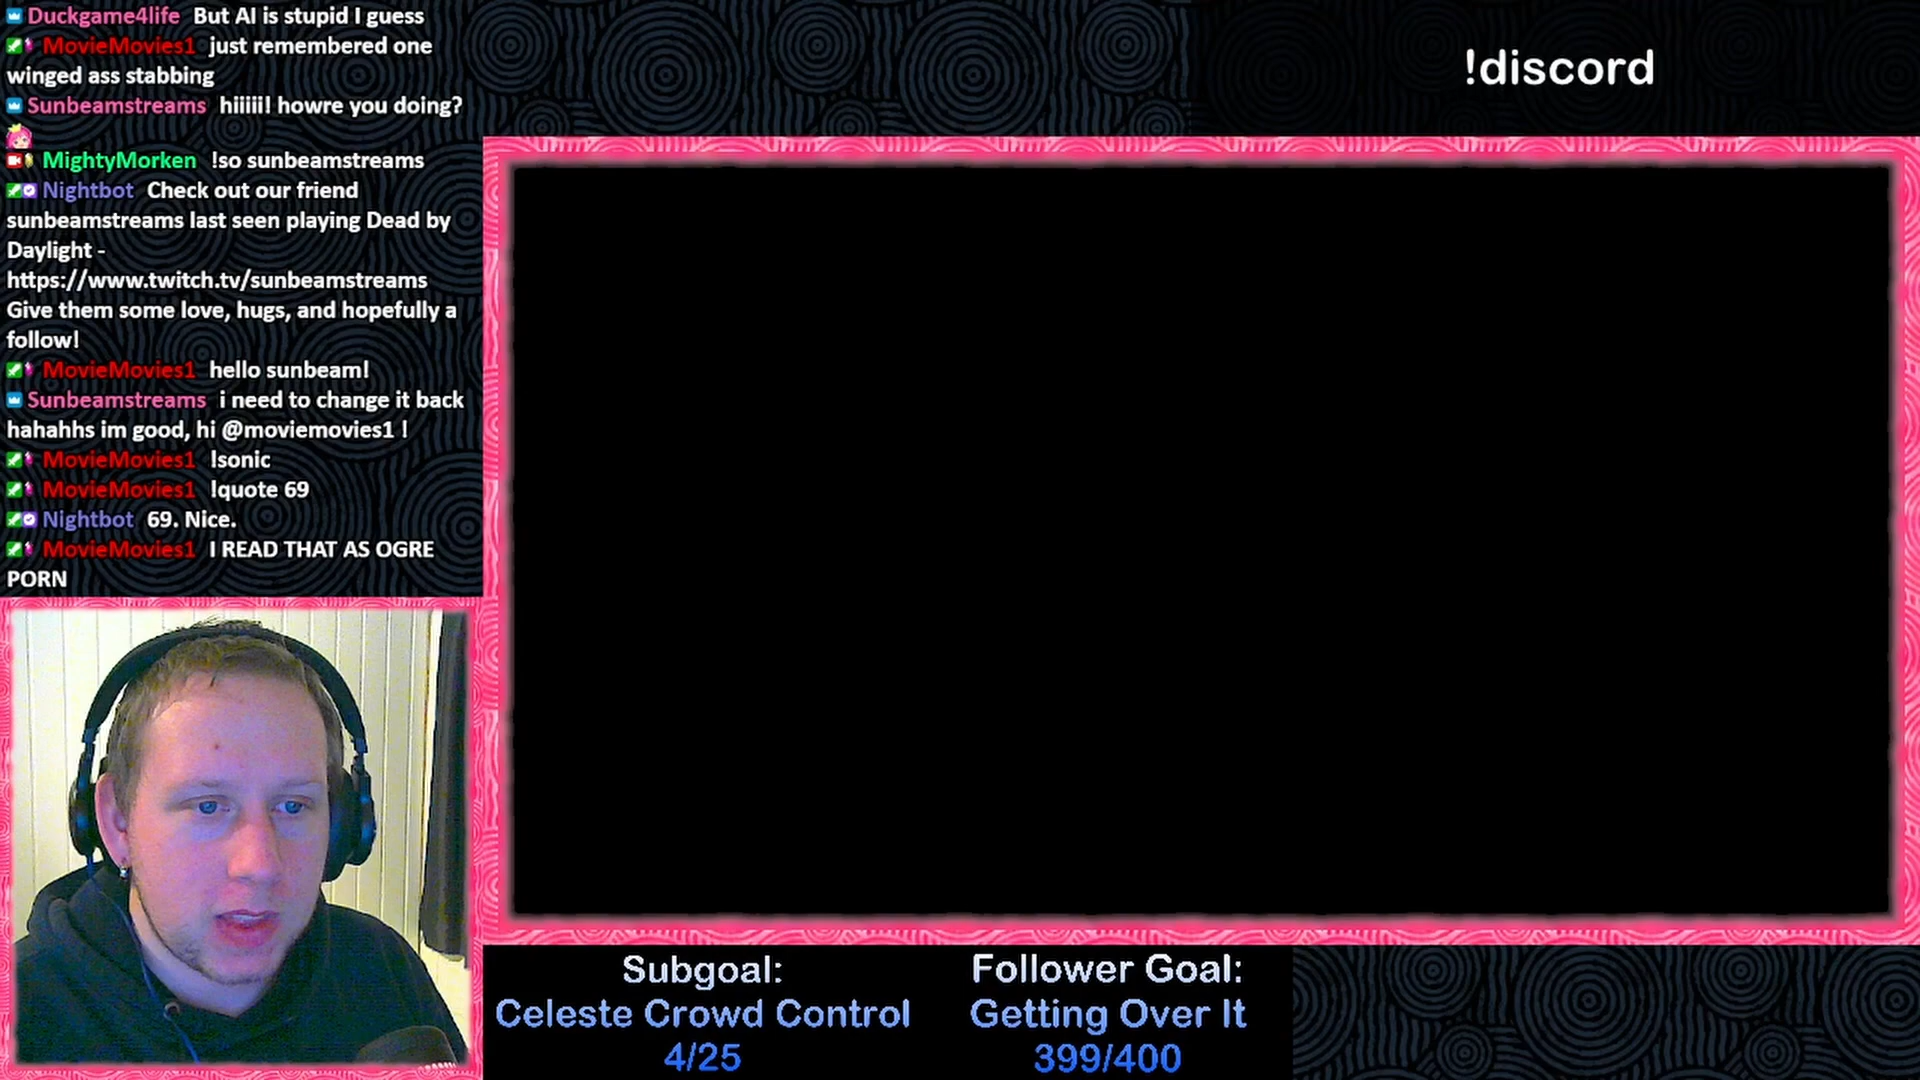 Duckgame4life But AI is stupid I guess
MovieMovies1 just remembered one
winged ass stabbing
Sunbeamstreams hiiiii! howre you doing?
MightyMorken !so sunbeamstreams
Nightbot Check out our friend
sunbeamstreams last seen playing Dead by
Daylight -
https://www.twitch.tv/sunbeamstreams
Give them some love, hugs, and hopefully a
follow!
MovieMovies1 hello sunbeam!
Sunbeamstreams i need to change it back
hahahhs im good, hi @moviemovies1 !
MovieMovies1 !sonic
MovieMovies1 !quote 69
Nightbot 69. Nice.
MovieMovies1 I READ THAT AS OGRE
PORN
!discord
Subgoal:
Celeste Crowd Control
4/25
Follower Goal:
Getting Over It
399/400